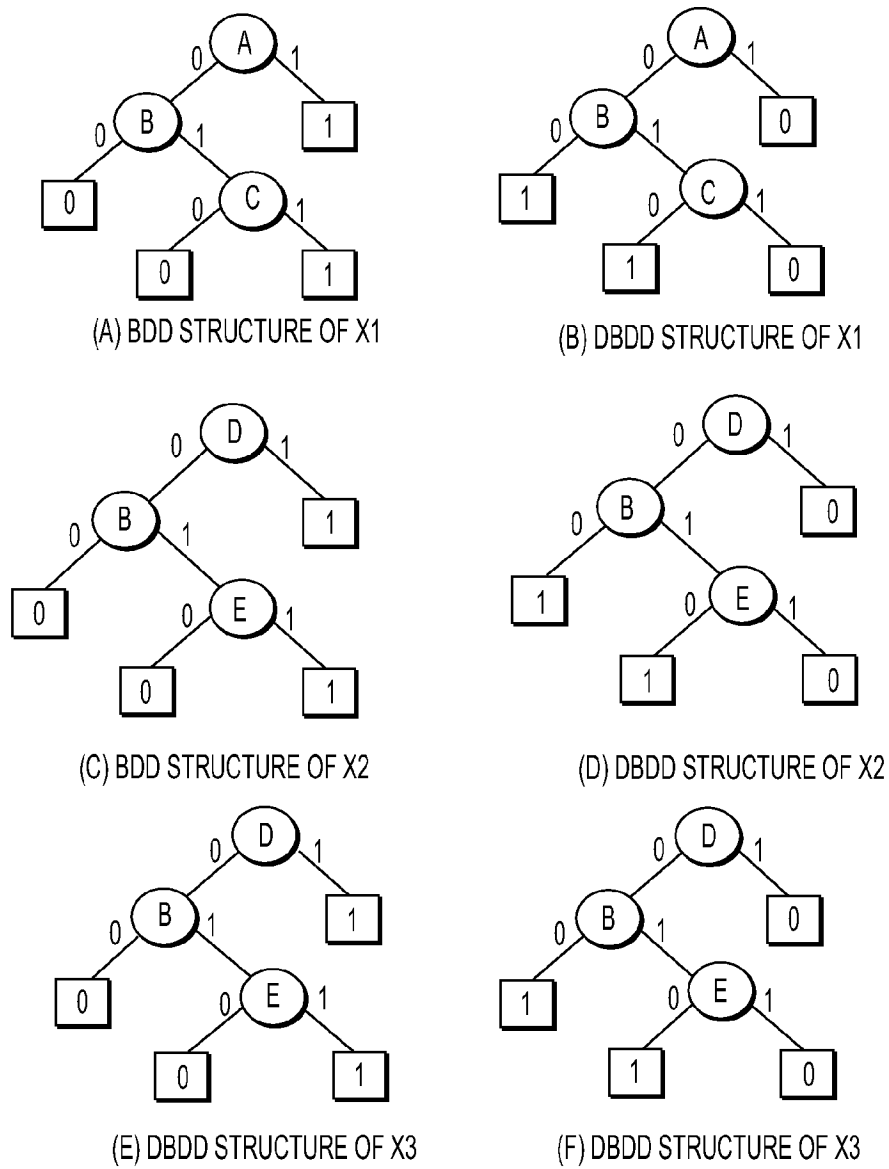 A A
0 1 0 1
B 1 B 0
0 1 0 1
0 C 1 C
0 1 0 1
0 1 1 0
(A) BDD STRUCTURE OF X1
(B) DBDD STRUCTURE OF X1
D D
0 1 0 1
B 1 B 0
0 1 0 1
0 E 1 E
0 1 0 1
0 1 1 0
(C) BDD STRUCTURE OF X2
(D) DBDD STRUCTURE OF X2
D D
0 1 0 1
B 1 B 0
0 1 0 1
0 E 1 E
0 1 0 1
0 1 1 0
(E) DBDD STRUCTURE OF X3
(F) DBDD STRUCTURE OF X3